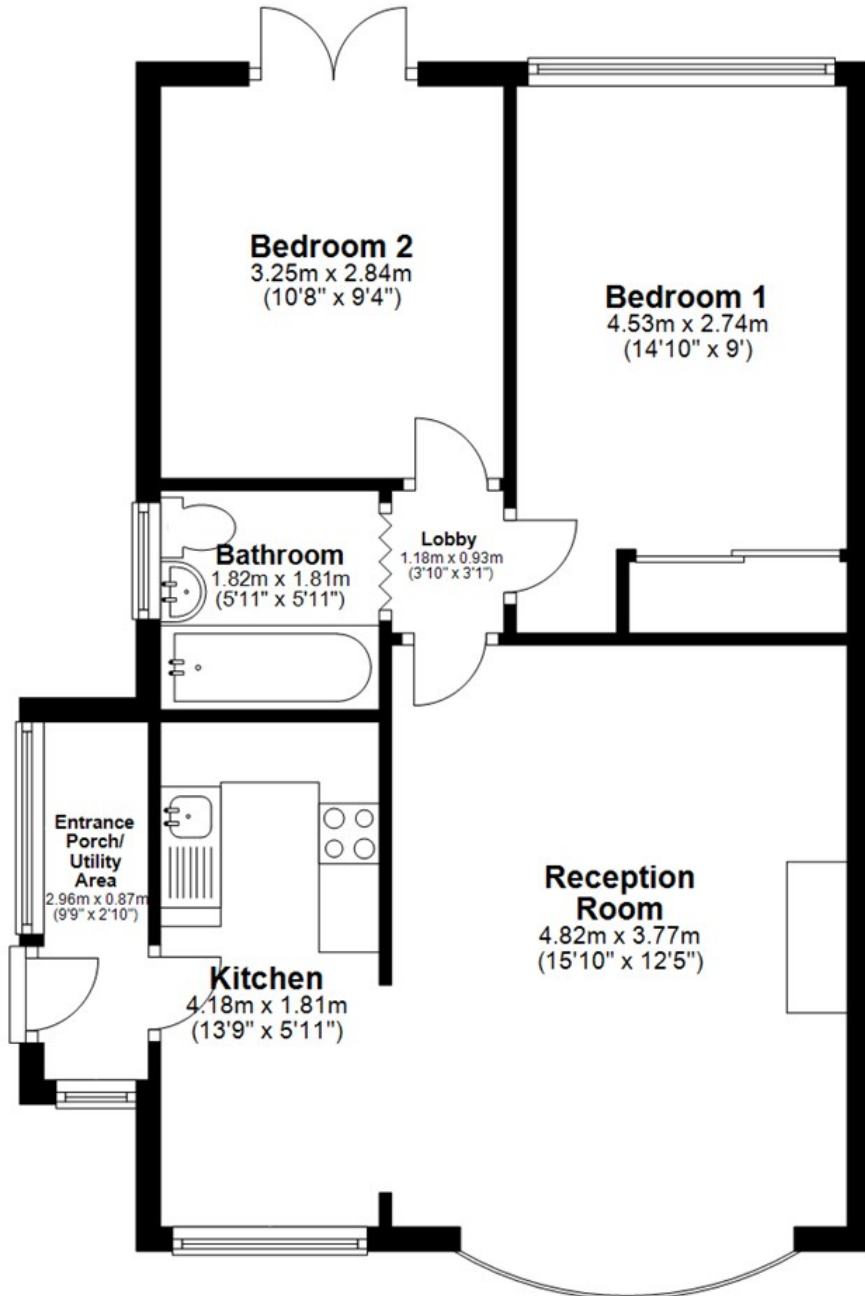 Bedroom 2
3.25m x 2.84m
(10'8" x 9'4")
Bedroom 1
4.53m x 2.74m
(14'10" x 9')
Lobby
1.18m x 0.93m
(3'10" x 3'1")
Bathroom
1.82m x 1.81m
(5'11" x 5'11")
Entrance
Porch/
Utility
Area
2.96m x 0.87m
(9'9" x 2'10")
Kitchen
4.18m x 1.81m
(13'9" x 5'11")
Reception
Room
4.82m x 3.77m
(15'10" x 12'5")